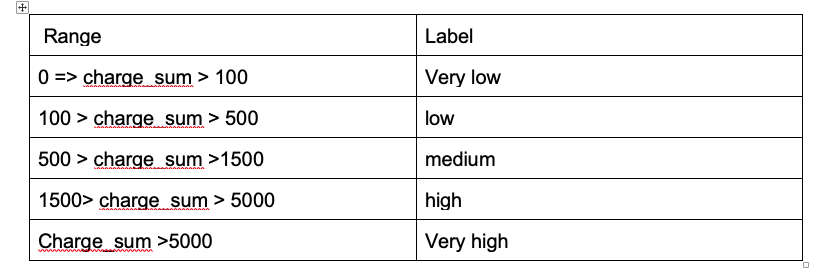 Range Label
0 => charge_sum > 100 Very low
100 > charge_sum > 500 low
500 > charge_sum >1500 medium
1500> charge_sum > 5000 high
Charge_sum >5000 Very high